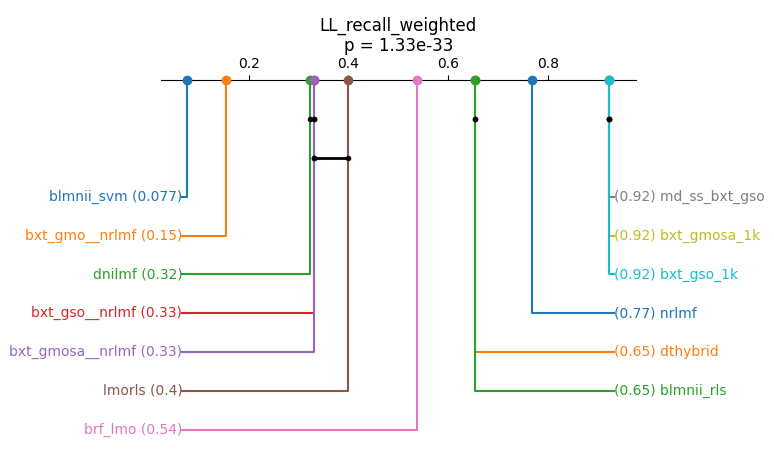 LL_recall_weighted
p = 1.33e-33
0.2 0.4 0.6 0.8
blmnii_svm (0.077)
(0.92) md_ss_bxt_gso
bxt_gmo__nrlmf (0.15)
(0.92) bxt_gmosa_1k
dnilmf (0.32)
(0.92) bxt_gso_1k
bxt_gso__nrlmf (0.33)
(0.77) nrlmf
bxt_gmosa__nrlmf (0.33)
(0.65) dthybrid
lmorls (0.4)
(0.65) blmnii_rls
brf_lmo (0.54)